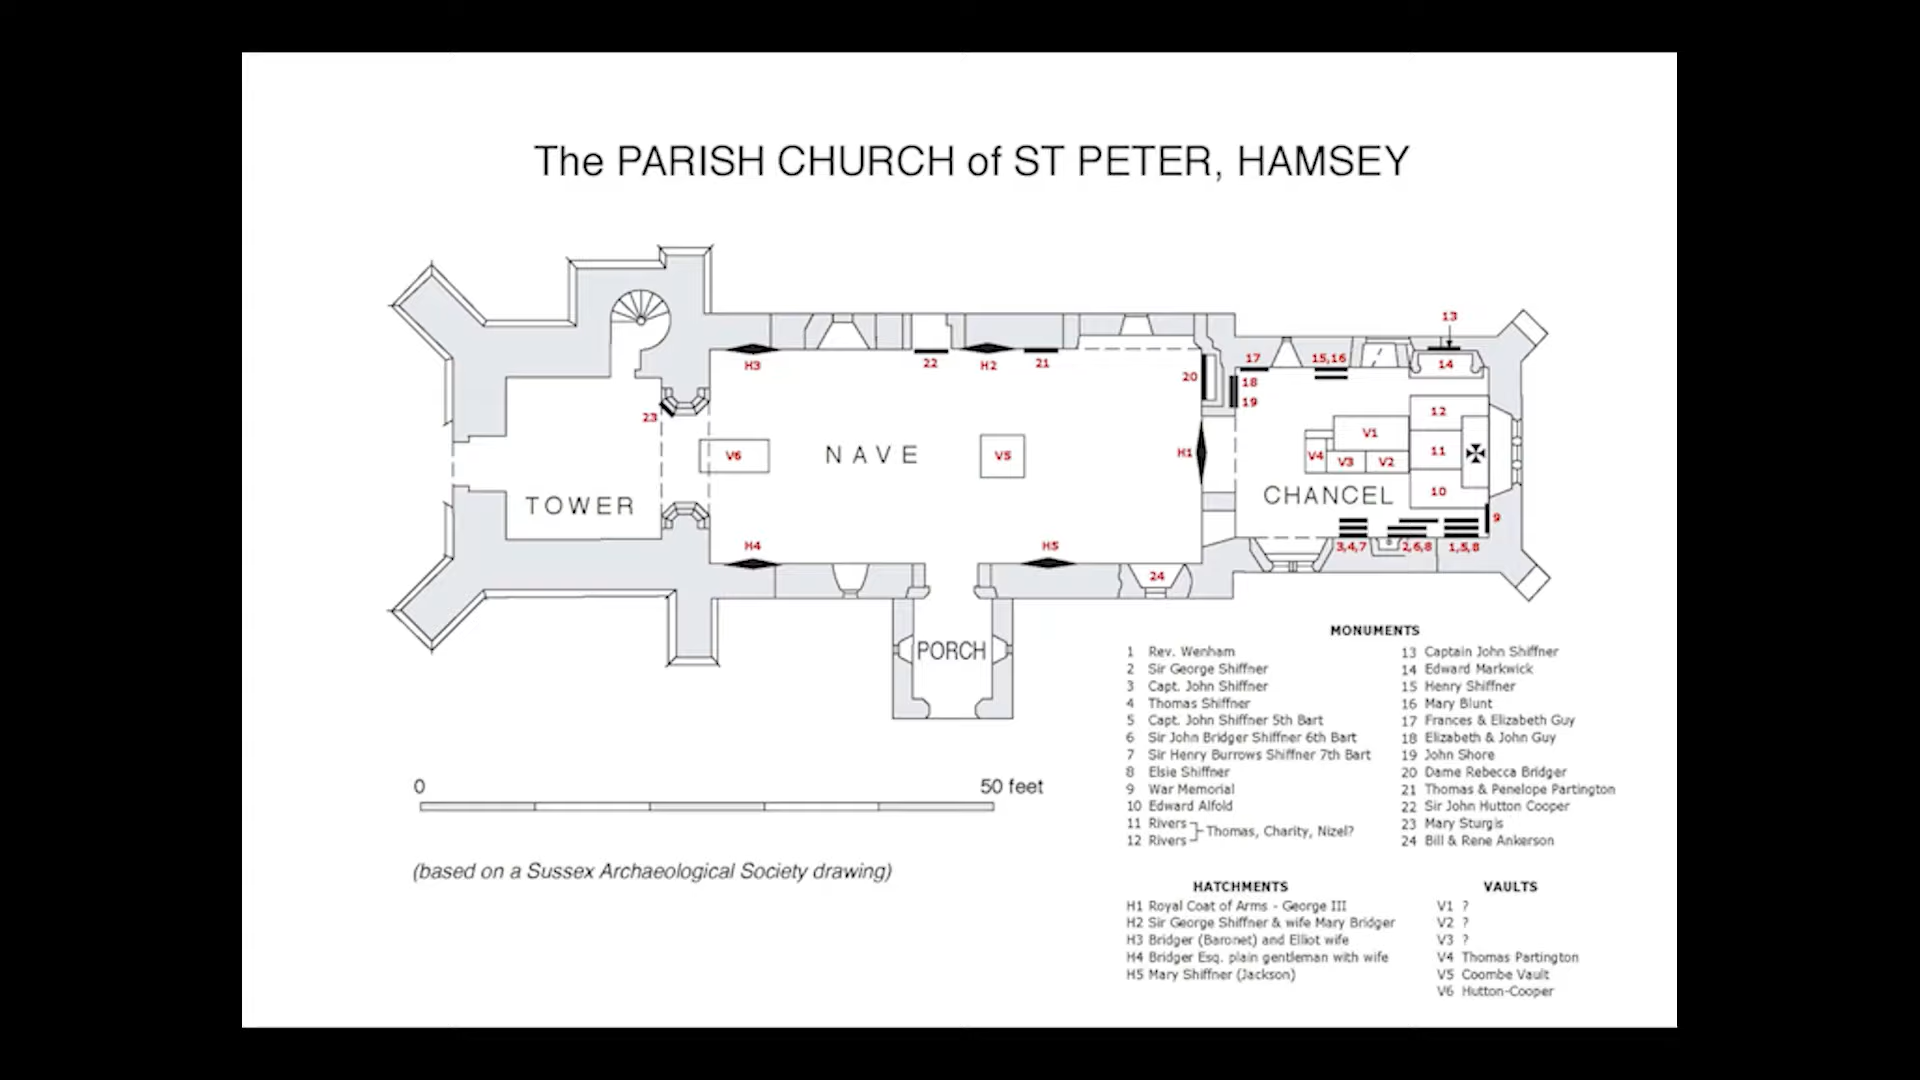 The PARISH CHURCH of ST PETER, HAMSEY
13
H3
22
H2
21
20
17
15,16
14
18
19
23
12
V1
V6
NAVE
V5
H1
V4
V3
V2
11
TOWER
CHANCEL
10
9
H4
H5
3,4,7
2,6,8
1,5,8
24
PORCH
MONUMENTS
1 Rev. Wenham
2 Sir George Shiffner
3 Capt. John Shiffner
4 Thomas Shiffner
5 Capt. John Shiffner 5th Bart
6 Sir John Bridger Shiffner 6th Bart
7 Sir Henry Burrows Shiffner 7th Bart
8 Elsie Shiffner
9 War Memorial
10 Edward Alfold
11 Rivers
12 Rivers
Thomas, Charity, Nizel?
13 Captain John Shiffner
14 Edward Markwick
15 Henry Shiffner
16 Mary Blunt
17 Frances & Elizabeth Guy
18 Elizabeth & John Guy
19 John Shore
20 Dame Rebecca Bridger
21 Thomas & Penelope Partington
22 Sir John Hutton Cooper
23 Mary Sturgis
24 Bill & Rene Ankerson
0
50 feet
(based on a Sussex Archaeological Society drawing)
HATCHMENTS
H1 Royal Coat of Arms - George III
H2 Sir George Shiffner & wife Mary Bridger
H3 Bridger (Baronet) and Elliot wife
H4 Bridger Esq. plain gentleman with wife
H5 Mary Shiffner (Jackson)
VAULTS
V1 ?
V2 ?
V3 ?
V4 Thomas Partington
V5 Coombe Vault
V6 Hutton-Cooper